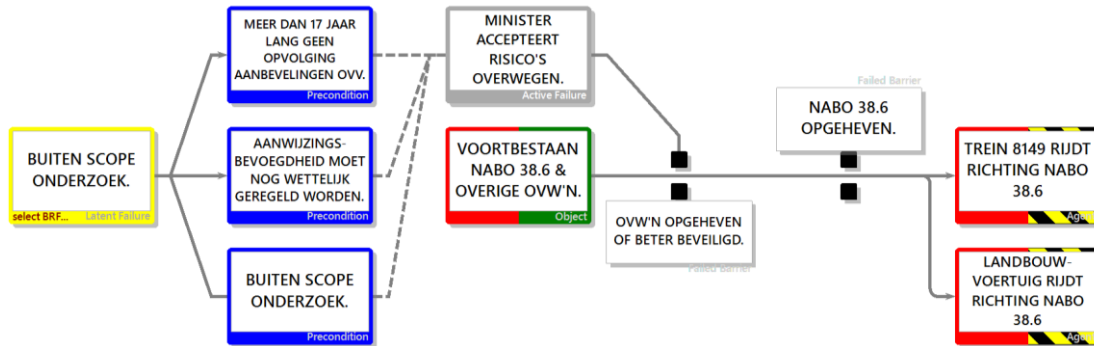 MEER DAN 17 JAAR
LANG GEEN
OPVOLGING
AANBEVELINGEN OVV.
Precondition
MINISTER
ACCEPTEERT
RISICO'S
OVERWEGEN.
Active Failure
Failed Barrier
NABO 38.6
OPGEHEVEN.
BUITEN SCOPE
ONDERZOEK.
select BRF...
Latent Failure
AANWIJZINGS-
BEVOEGDHEID MOET
NOG WETTELIJK
GEREGELD WORDEN.
Precondition
VOORTBESTAAN
NABO 38.6 &
OVERIGE OVW'N.
Object
TREIN 8149 RIJDT
RICHTING NABO
38.6
OVW'N OPGEHEVEN
OF BETER BEVEILIGD.
Failed Barrier
BUITEN SCOPE
ONDERZOEK.
Precondition
LANDBOUW-
VOERTUIG RIJDT
RICHTING NABO
38.6